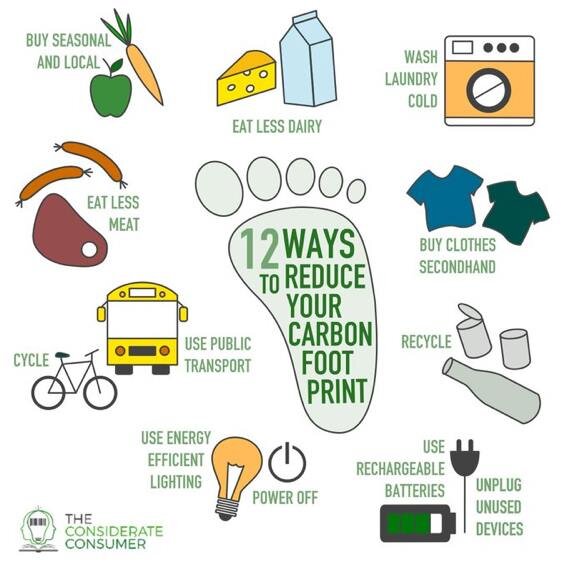 BUY SEASONAL
AND LOCAL
EAT LESS DAIRY
WASH
LAUNDRY
COLD
EAT LESS
MEAT
12 WAYS
TO REDUCE
YOUR
CARBON
FOOT
PRINT
BUY CLOTHES
SECONDHAND
CYCLE
USE PUBLIC
TRANSPORT
RECYCLE
USE ENERGY
EFFICIENT
LIGHTING
POWER OFF
USE
RECHARGEABLE
BATTERIES
UNPLUG
UNUSED
DEVICES
THE
CONSIDERATE
CONSUMER